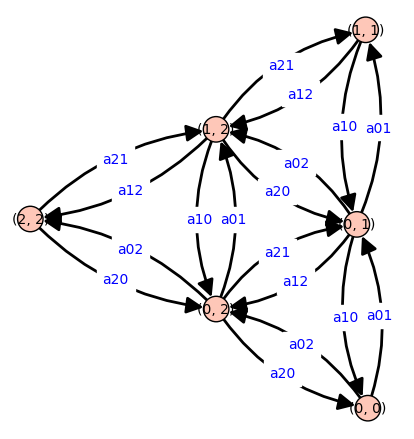 (1, 1)
a21
a12
(1, 2)
a10
a01
a21
a02
a12
a20
(2, 2)
a10
a01
(0, 1)
a02
a21
a20
a12
(0, 2)
a10
a01
a02
a20
(0, 0)